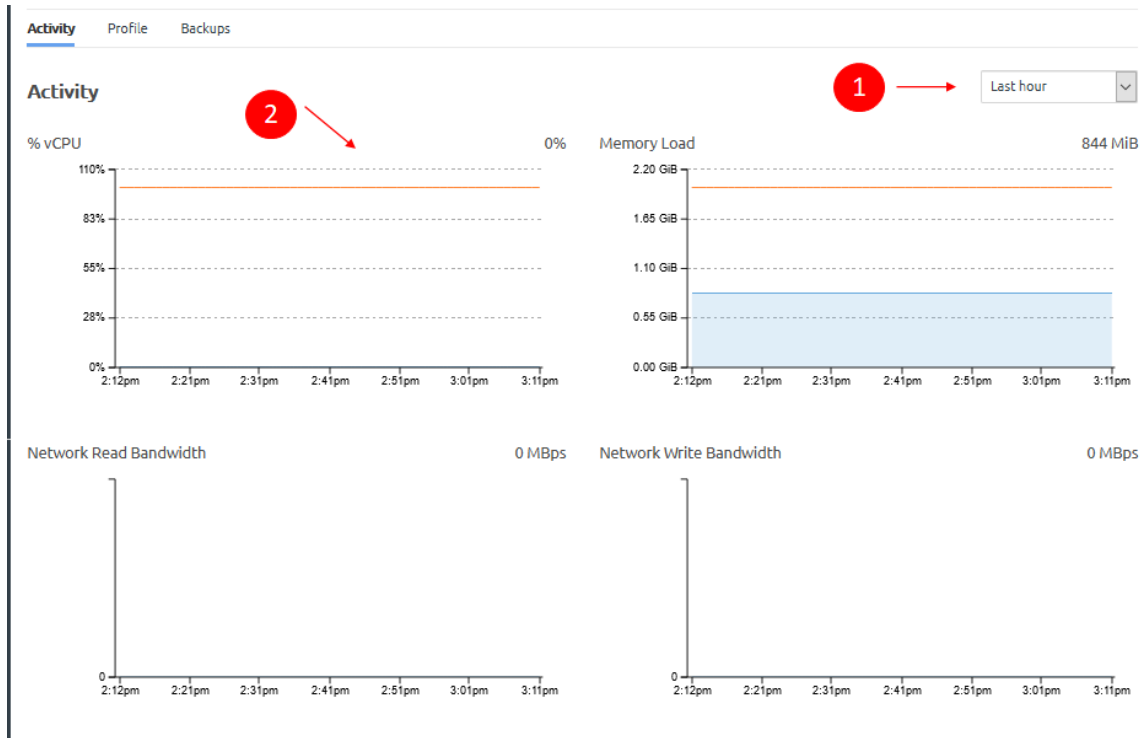 Activity Profile Backups
Activity
1
Last hour
2
% vCPU 0%
110%
83%
55%
28%
0%
2:12pm 2:21pm 2:31pm 2:41pm 2:51pm 3:01pm 3:11pm
Memory Load 844 MiB
2.20 GiB
1.65 GiB
1.10 GiB
0.55 GiB
0.00 GiB
2:12pm 2:21pm 2:31pm 2:41pm 2:51pm 3:01pm 3:11pm
Network Read Bandwidth 0 MBps
0
2:12pm 2:21pm 2:31pm 2:41pm 2:51pm 3:01pm 3:11pm
Network Write Bandwidth 0 MBps
0
2:12pm 2:21pm 2:31pm 2:41pm 2:51pm 3:01pm 3:11pm